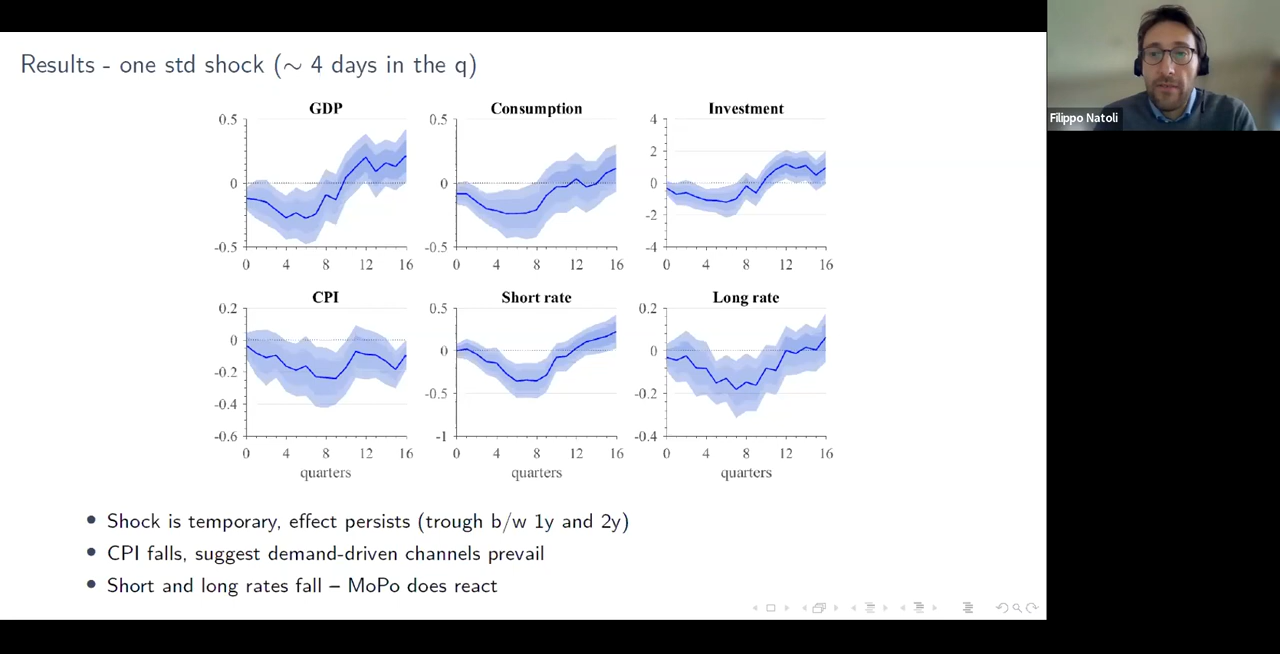 Results - one std shock (∼ 4 days in the q)
Filippo Natoli
GDP
0.5
0
-0.5
0 4 8 12 16
Consumption
0.5
0
-0.5
0 4 8 12 16
Investment
4
2
0
-2
-4
0 4 8 12 16
CPI
0.2
0
-0.2
-0.4
-0.6
0 4 8 12 16
quarters
Short rate
0.5
0
-0.5
-1
0 4 8 12 16
quarters
Long rate
0.2
0
-0.2
-0.4
0 4 8 12 16
quarters
• Shock is temporary, effect persists (trough b/w 1y and 2y)
• CPI falls, suggest demand-driven channels prevail
• Short and long rates fall – MoPo does react